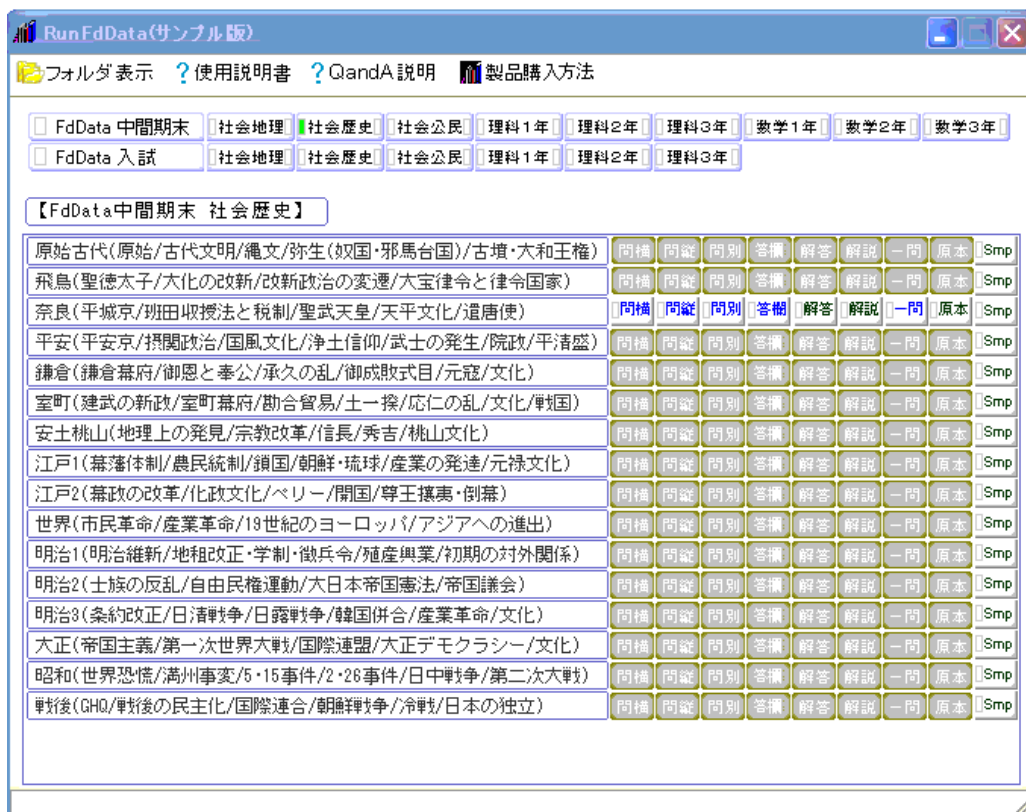 RunFdData(サンプル版)
フォルダ表示 ?使用説明書 ?QandA説明 製品購入方法
FdData 中間期末 社会地理 社会歴史 社会公民 理科1年 理科2年 理科3年 数学1年 数学2年 数学3年
FdData 入試 社会地理 社会歴史 社会公民 理科1年 理科2年 理科3年
【FdData中間期末 社会歴史】
原始古代(原始/古代文明/縄文/弥生(奴国・邪馬台国)/古墳・大和王権) 問横 問縦 問別 答欄 解答 解説 一問 原本 Smp
飛鳥(聖徳太子/大化の改新/改新政治の変遷/大宝律令と律令国家) 問横 問縦 問別 答欄 解答 解説 一問 原本 Smp
奈良(平城京/班田収授法と税制/聖武天皇/天平文化/遣唐使) 問横 問縦 問別 答欄 解答 解説 一問 原本 Smp
平安(平安京/摂関政治/国風文化/浄土信仰/武士の発生/院政/平清盛) 問横 問縦 問別 答欄 解答 解説 一問 原本 Smp
鎌倉(鎌倉幕府/御恩と奉公/承久の乱/御成敗式目/元寇/文化) 問横 問縦 問別 答欄 解答 解説 一問 原本 Smp
室町(建武の新政/室町幕府/勘合貿易/土一揆/応仁の乱/文化/戦国) 問横 問縦 問別 答欄 解答 解説 一問 原本 Smp
安土桃山(地理上の発見/宗教改革/信長/秀吉/桃山文化) 問横 問縦 問別 答欄 解答 解説 一問 原本 Smp
江戸1(幕藩体制/農民統制/鎖国/朝鮮・琉球/産業の発達/元禄文化) 問横 問縦 問別 答欄 解答 解説 一問 原本 Smp
江戸2(幕政の改革/化政文化/ペリー/開国/尊王攘夷・倒幕) 問横 問縦 問別 答欄 解答 解説 一問 原本 Smp
世界(市民革命/産業革命/19世紀のヨーロッパ/アジアへの進出) 問横 問縦 問別 答欄 解答 解説 一問 原本 Smp
明治1(明治維新/地租改正・学制・徴兵令/殖産興業/初期の対外関係) 問横 問縦 問別 答欄 解答 解説 一問 原本 Smp
明治2(士族の反乱/自由民権運動/大日本帝国憲法/帝国議会) 問横 問縦 問別 答欄 解答 解説 一問 原本 Smp
明治3(条約改正/日清戦争/日露戦争/韓国併合/産業革命/文化) 問横 問縦 問別 答欄 解答 解説 一問 原本 Smp
大正(帝国主義/第一次世界大戦/国際連盟/大正デモクラシー/文化) 問横 問縦 問別 答欄 解答 解説 一問 原本 Smp
昭和(世界恐慌/満州事変/5・15事件/2・26事件/日中戦争/第二次大戦) 問横 問縦 問別 答欄 解答 解説 一問 原本 Smp
戦後(GHQ/戦後の民主化/国際連合/朝鮮戦争/冷戦/日本の独立) 問横 問縦 問別 答欄 解答 解説 一問 原本 Smp